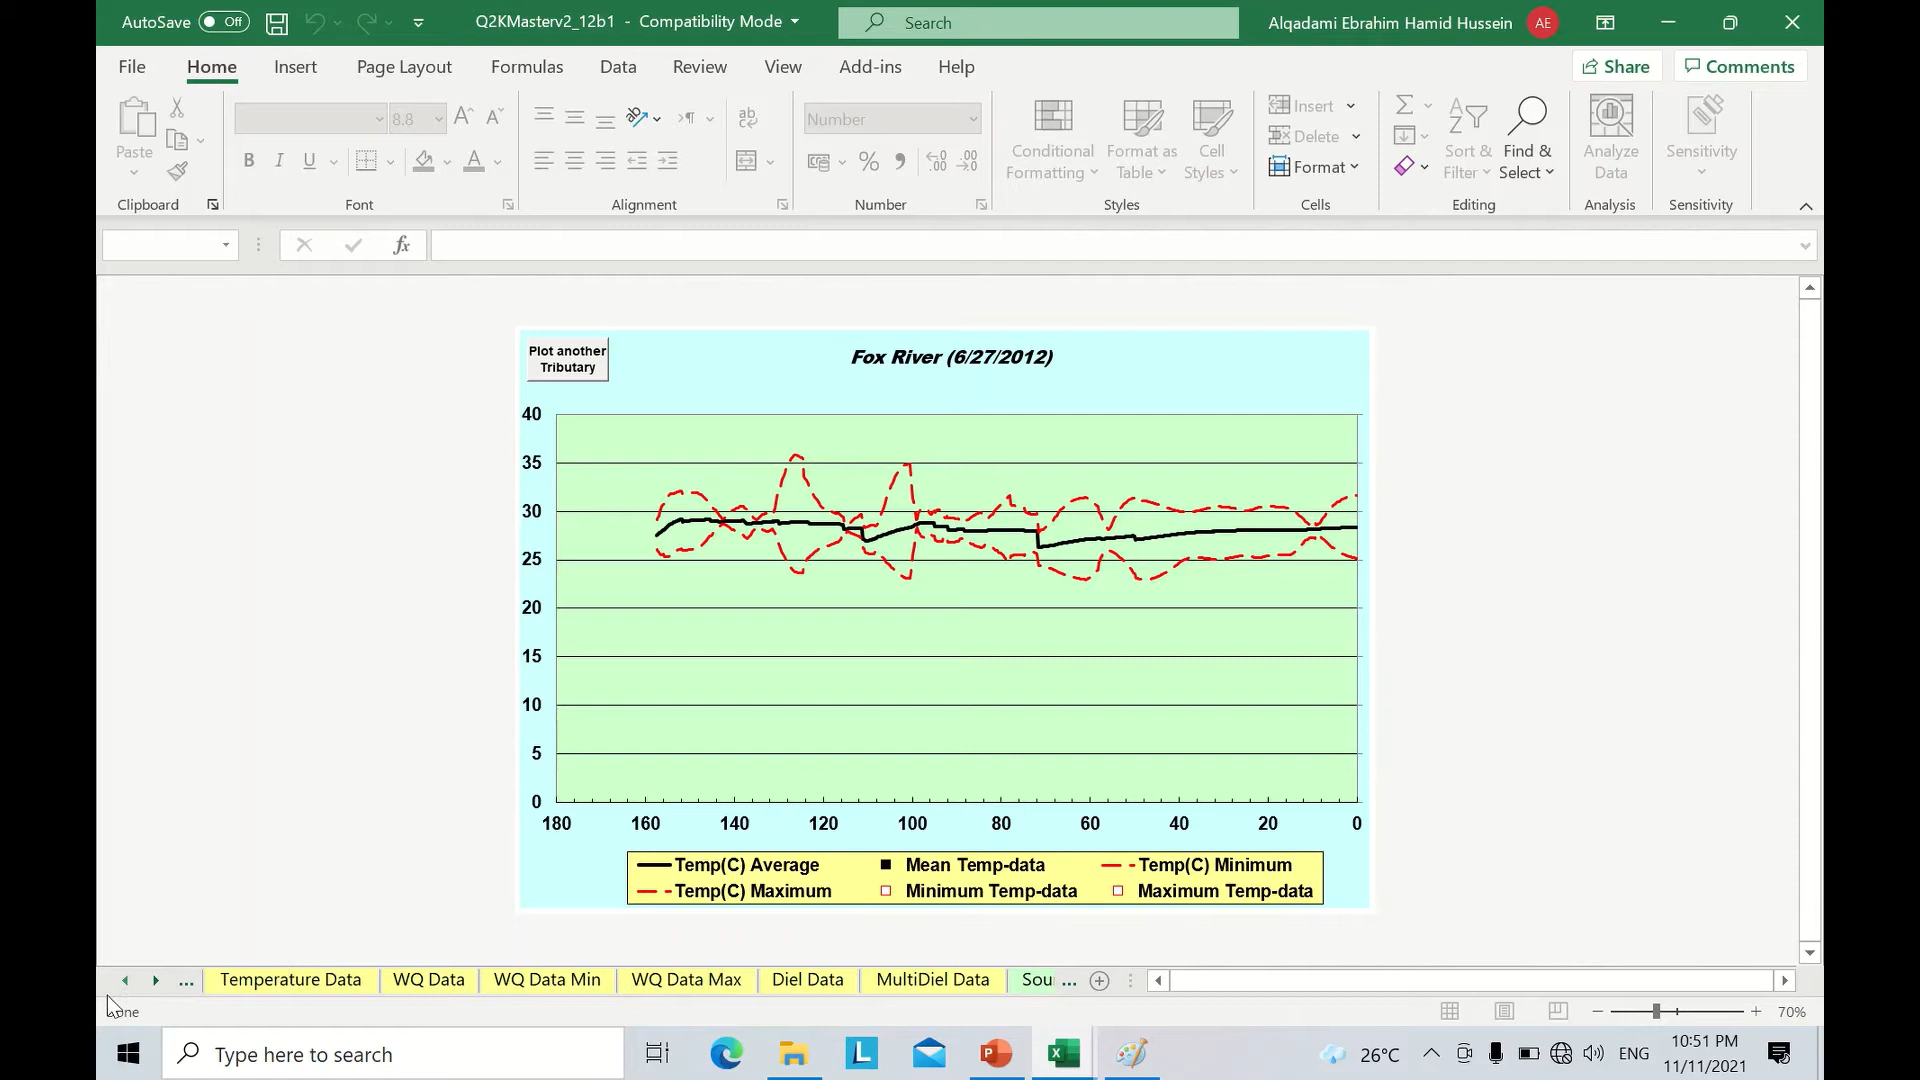 AutoSave Off Q2KMasterv2_12b1 - Compatibility Mode Search Alqadami Ebrahim Hamid Hussein AE
File Home Insert Page Layout Formulas Data Review View Add-ins Help Share Comments
Paste
8.8
B I U
Number
Conditional Formatting
Format as Table
Cell Styles
Insert
Delete
Format
Sort & Filter
Find & Select
Analyze Data
Sensitivity
Clipboard Font Alignment Number Styles Cells Editing Analysis Sensitivity
fx
Plot another
Tributary
Fox River (6/27/2012)
40
35
30
25
20
15
10
5
0
180 160 140 120 100 80 60 40 20 0
Temp(C) Average Mean Temp-data Temp(C) Minimum
Temp(C) Maximum Minimum Temp-data Maximum Temp-data
... Temperature Data WQ Data WQ Data Min WQ Data Max Diel Data MultiDiel Data Sou ...
70%
Type here to search 26°C ENG 10:51 PM
11/11/2021